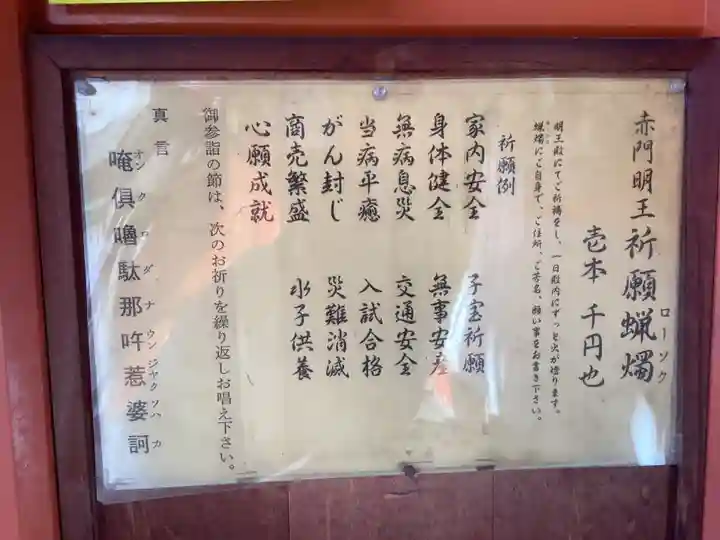 赤門明王祈願蝋燭
ローソク
壱本 千円也
明王殿にてご祈祷をし、一日殿内にずっと火が燈ります。
蝋燭にご自身で、ご住所、ご芳名、願い事をお書き下さい。
祈願例
家内安全 子宝祈願
身体健全 無事安産
無病息災 交通安全
当病平癒 入試合格
がん封じ 災難消滅
商売繁盛 水子供養
心願成就
御参詣の節は、次のお祈りを繰り返しお唱え下さい。
真言
唵俱嚕駄那吽惹婆訶
オン クロダナ ウン ジヤク ソハカ